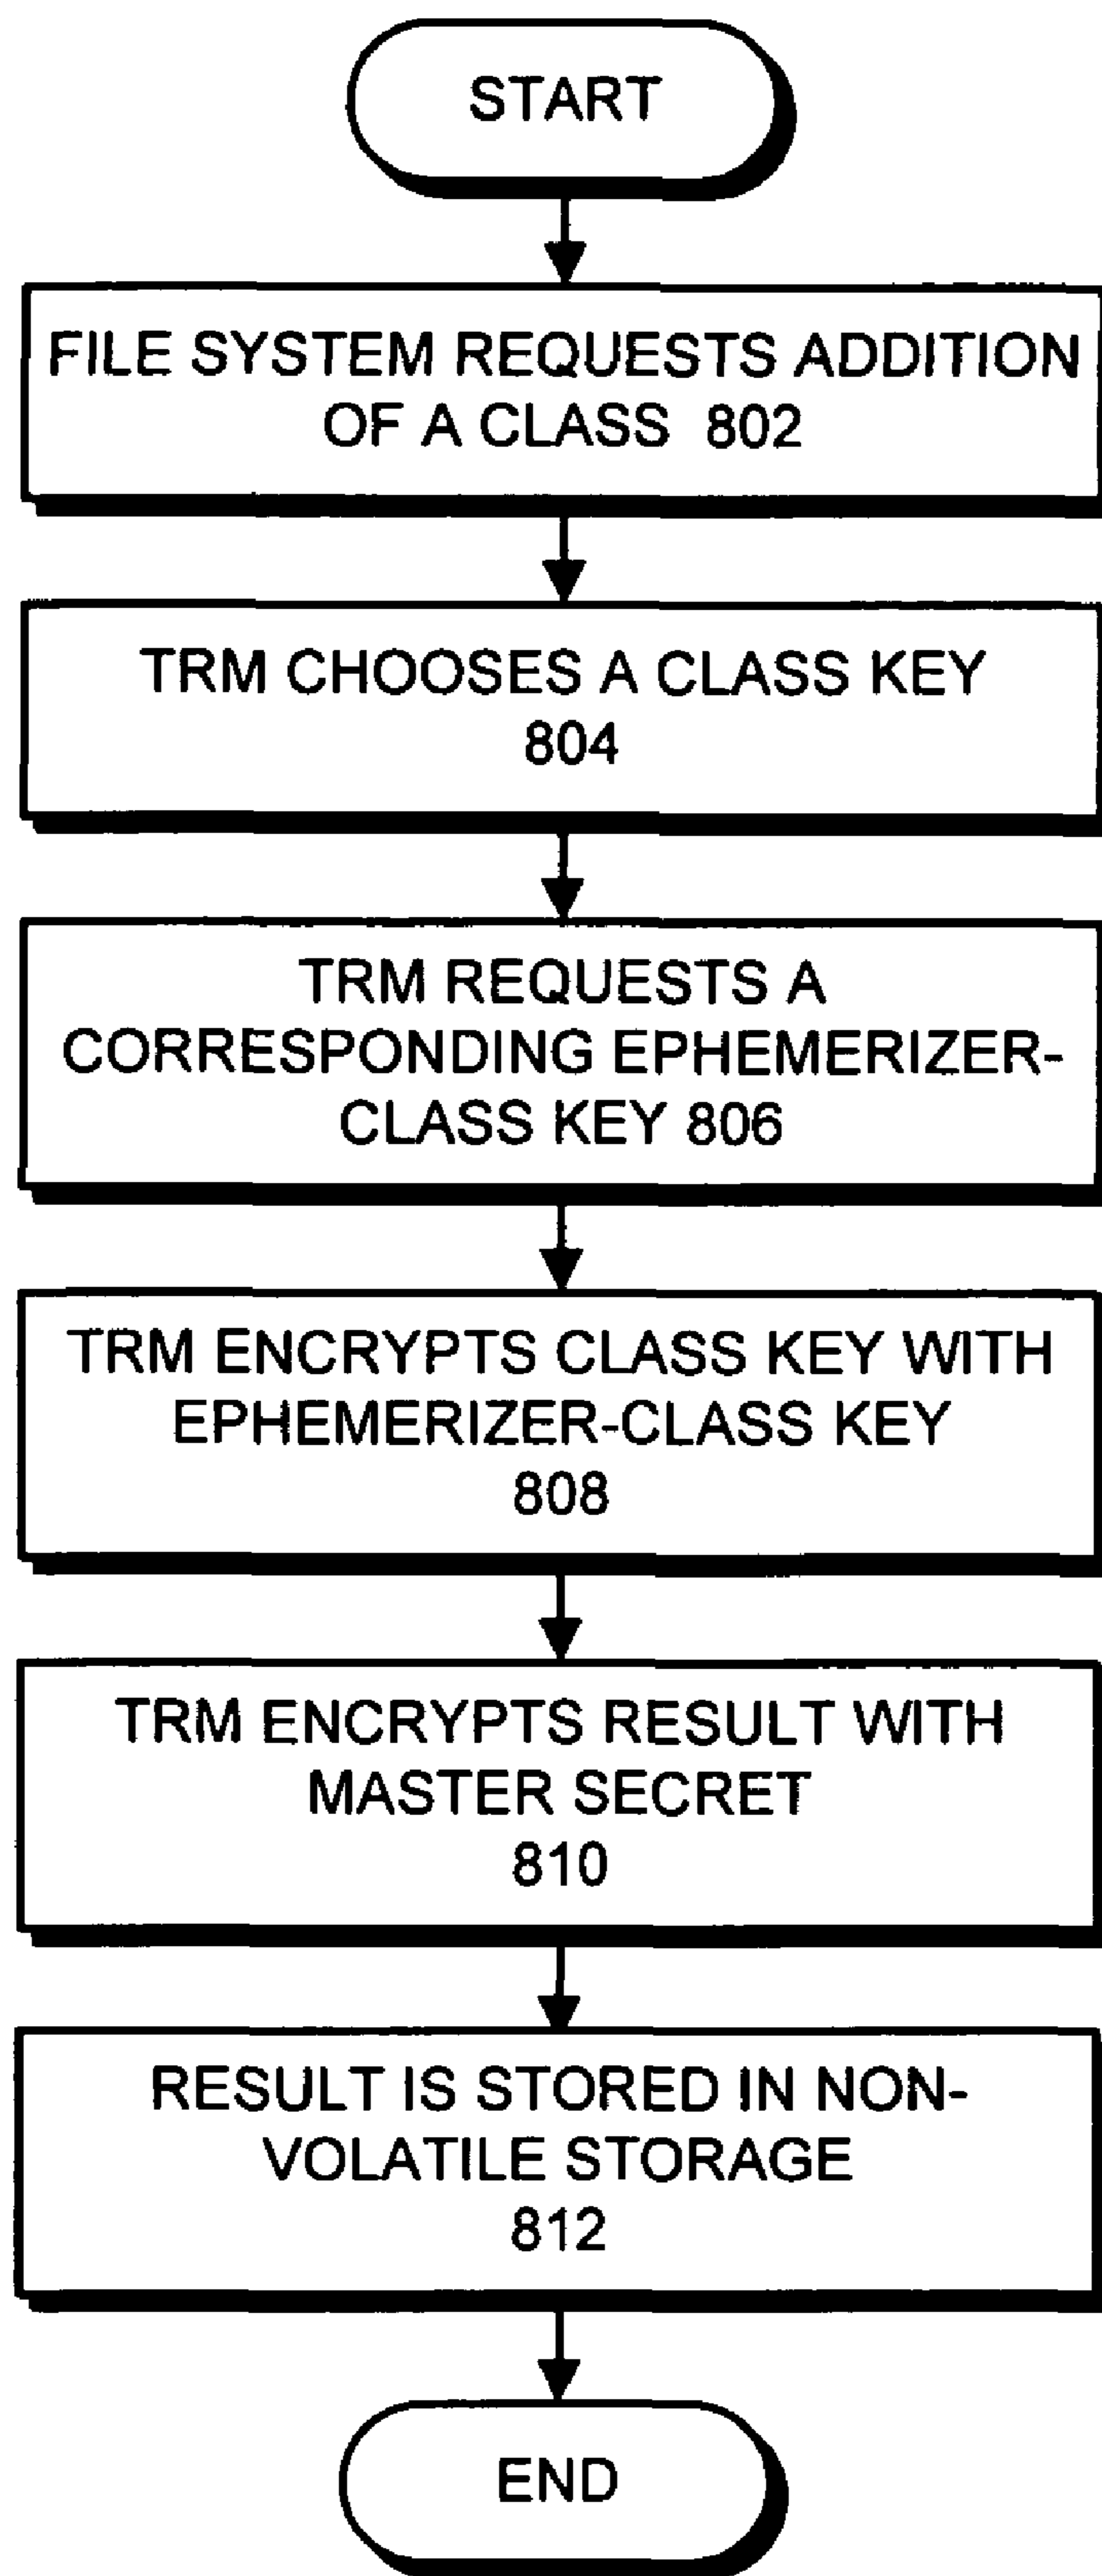 START
FILE SYSTEM REQUESTS ADDITION
OF A CLASS 802
TRM CHOOSES A CLASS KEY
804
TRM REQUESTS A
CORRESPONDING EPHEMERIZER-
CLASS KEY 806
TRM ENCRYPTS CLASS KEY WITH
EPHEMERIZER-CLASS KEY
808
TRM ENCRYPTS RESULT WITH
MASTER SECRET
810
RESULT IS STORED IN NON-
VOLATILE STORAGE
812
END